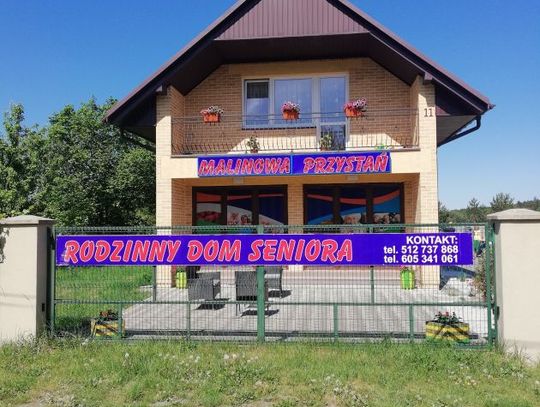 11
MALINOWA PRZYSTAŃ
RODZINNY DOM SENIORA
KONTAKT:
tel. 512 737 868
tel. 605 341 061